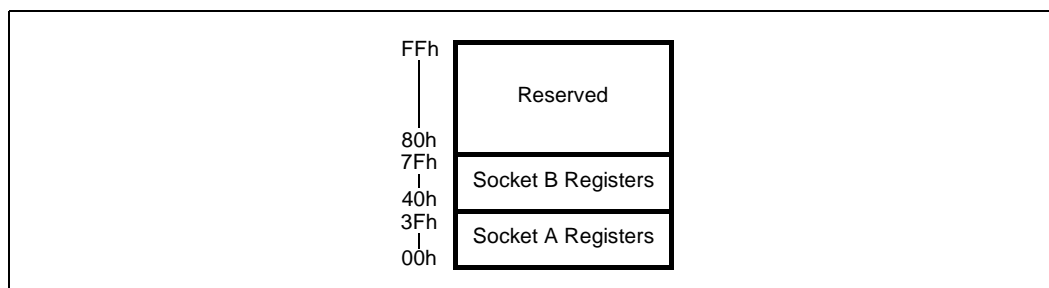 FFh
Reserved
80h
7Fh
Socket B Registers
40h
3Fh
Socket A Registers
00h